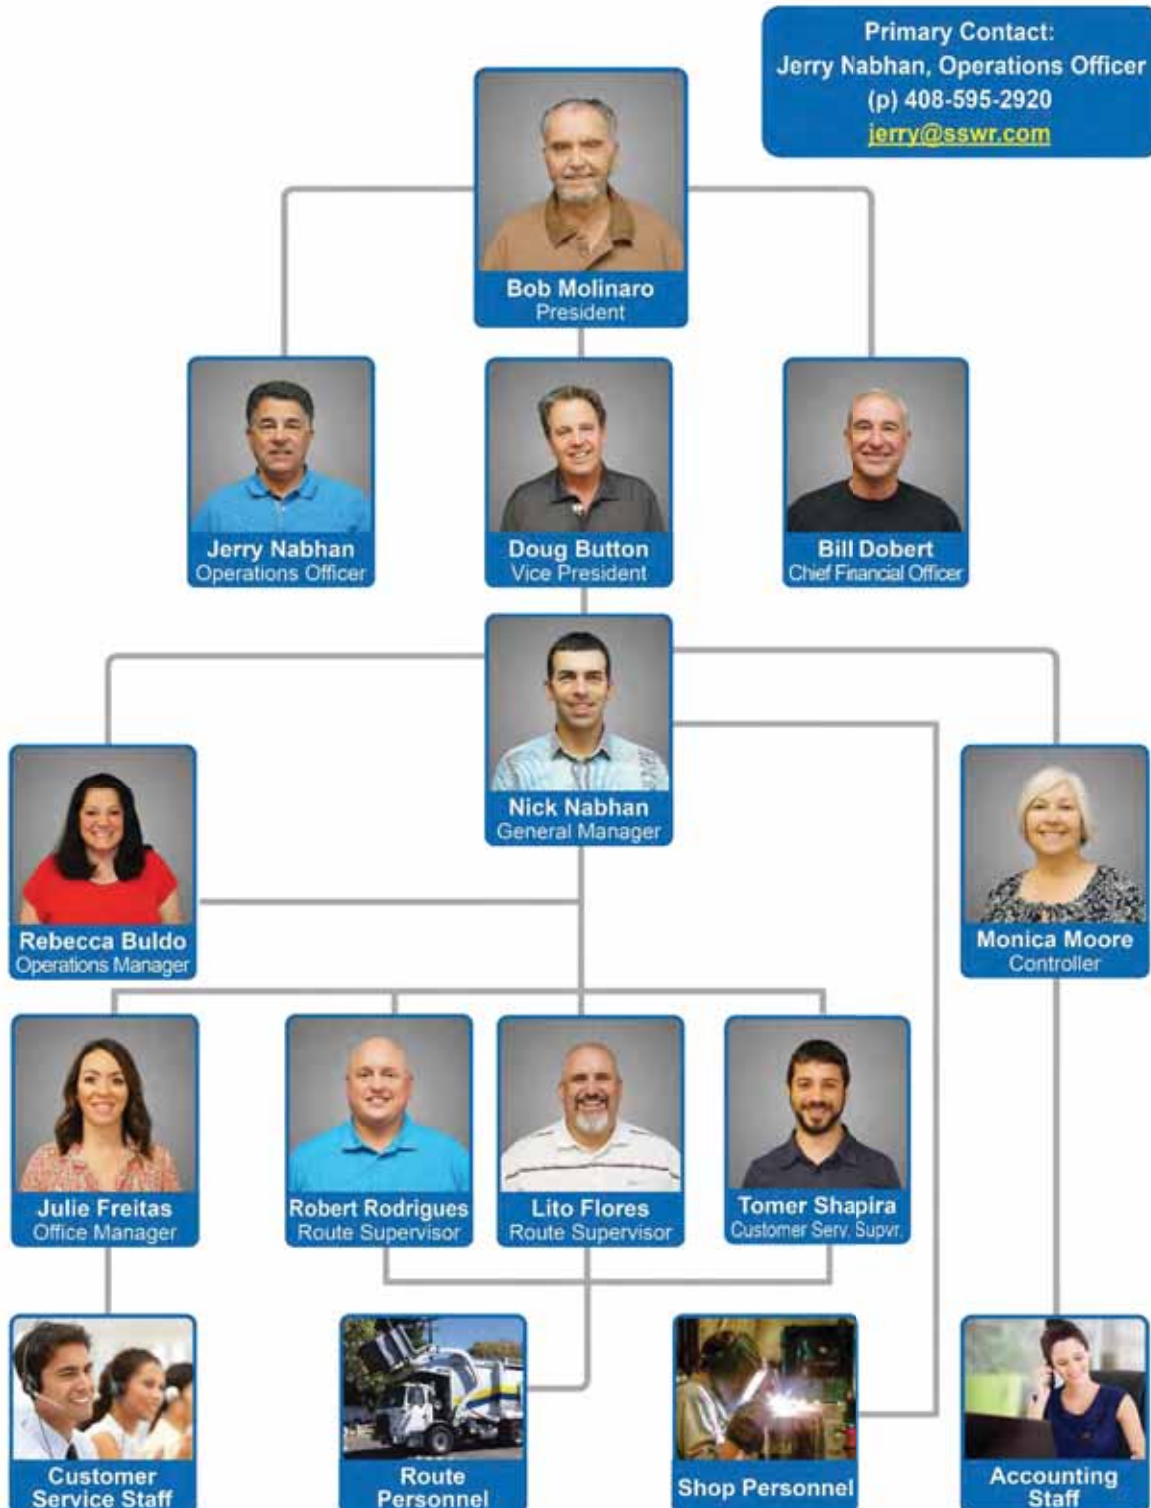 Primary Contact:
Jerry Nabhan, Operations Officer
(p) 408-595-2920
jerry@sswr.com
Bob Molinaro
President
Jerry Nabhan
Operations Officer
Doug Button
Vice President
Bill Dobert
Chief Financial Officer
Nick Nabhan
General Manager
Rebecca Buldo
Operations Manager
Monica Moore
Controller
Julie Freitas
Office Manager
Robert Rodrigues
Route Supervisor
Lito Flores
Route Supervisor
Tomer Shapira
Customer Serv. Supvr.
Customer
Service Staff
Route
Personnel
Shop Personnel
Accounting
Staff